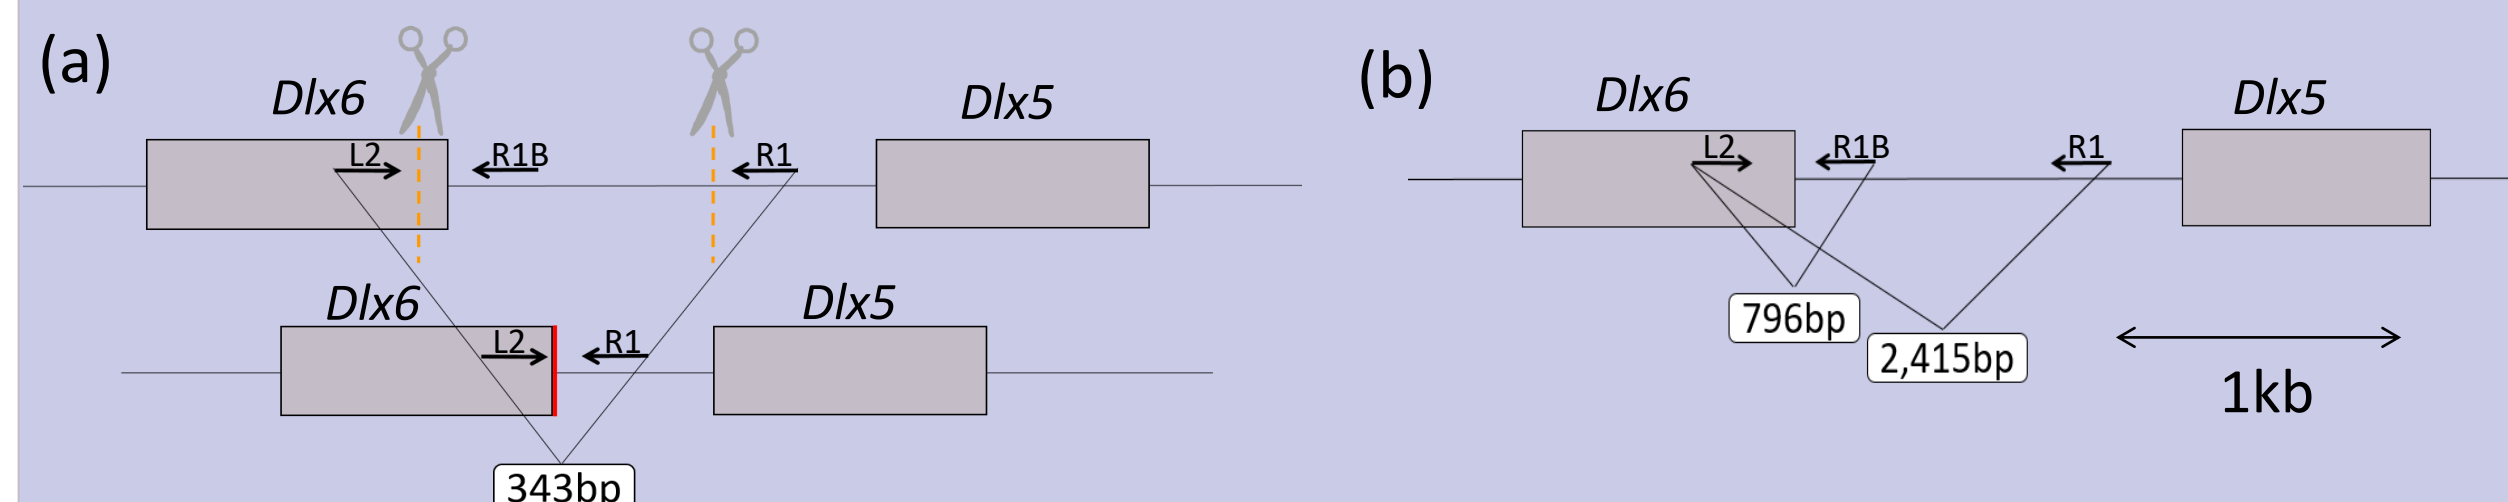 (a)
Dlx6
Dlx5
L2
R1B
R1
Dlx6
Dlx5
L2
R1
343bp
(b)
Dlx6
Dlx5
L2
R1B
R1
796bp
2,415bp
1kb